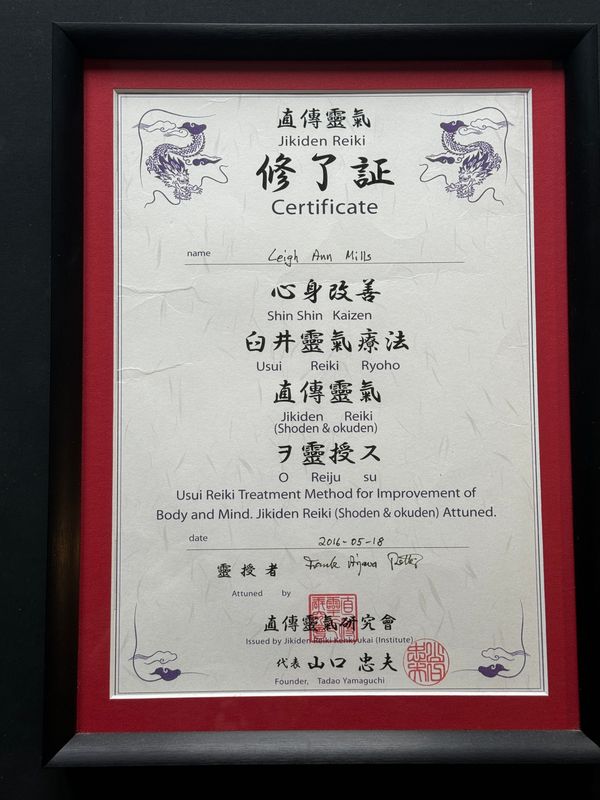 直傳靈氣
Jikiden Reiki
修了証
Certificate
name Leigh Ann Mills
心身改善
Shin Shin Kaizen
臼井靈氣療法
Usui Reiki Ryoho
直傳靈氣
Jikiden Reiki
(Shoden & okuden)
ヲ靈授ス
O Reiju su
Usui Reiki Treatment Method for Improvement of
Body and Mind. Jikiden Reiki (Shoden & okuden) Attuned.
date 2016-05-18
靈授者 Frank Arjava
Attuned by
直傳靈氣研究會
Issued by Jikiden Reiki Kenkyukai (Institute)
代表 山口 忠夫
Founder, Tadao Yamaguchi